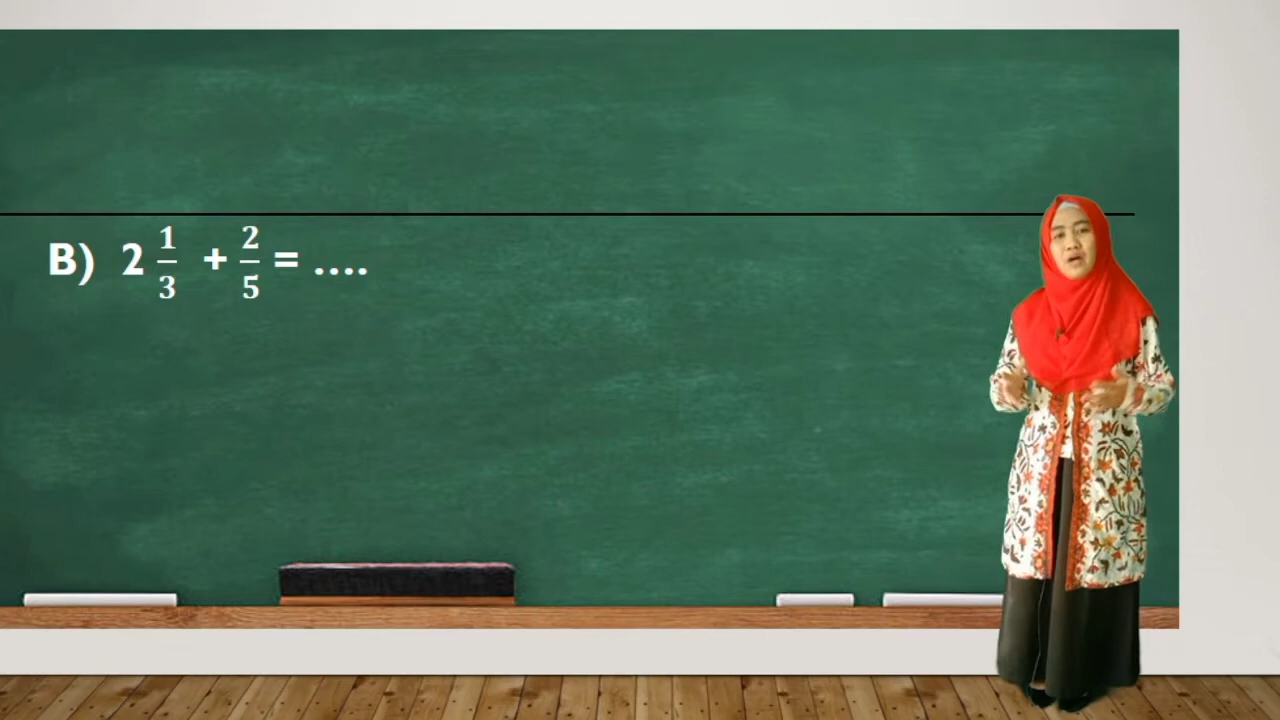 B) 2 1/3 + 2/5 = ....